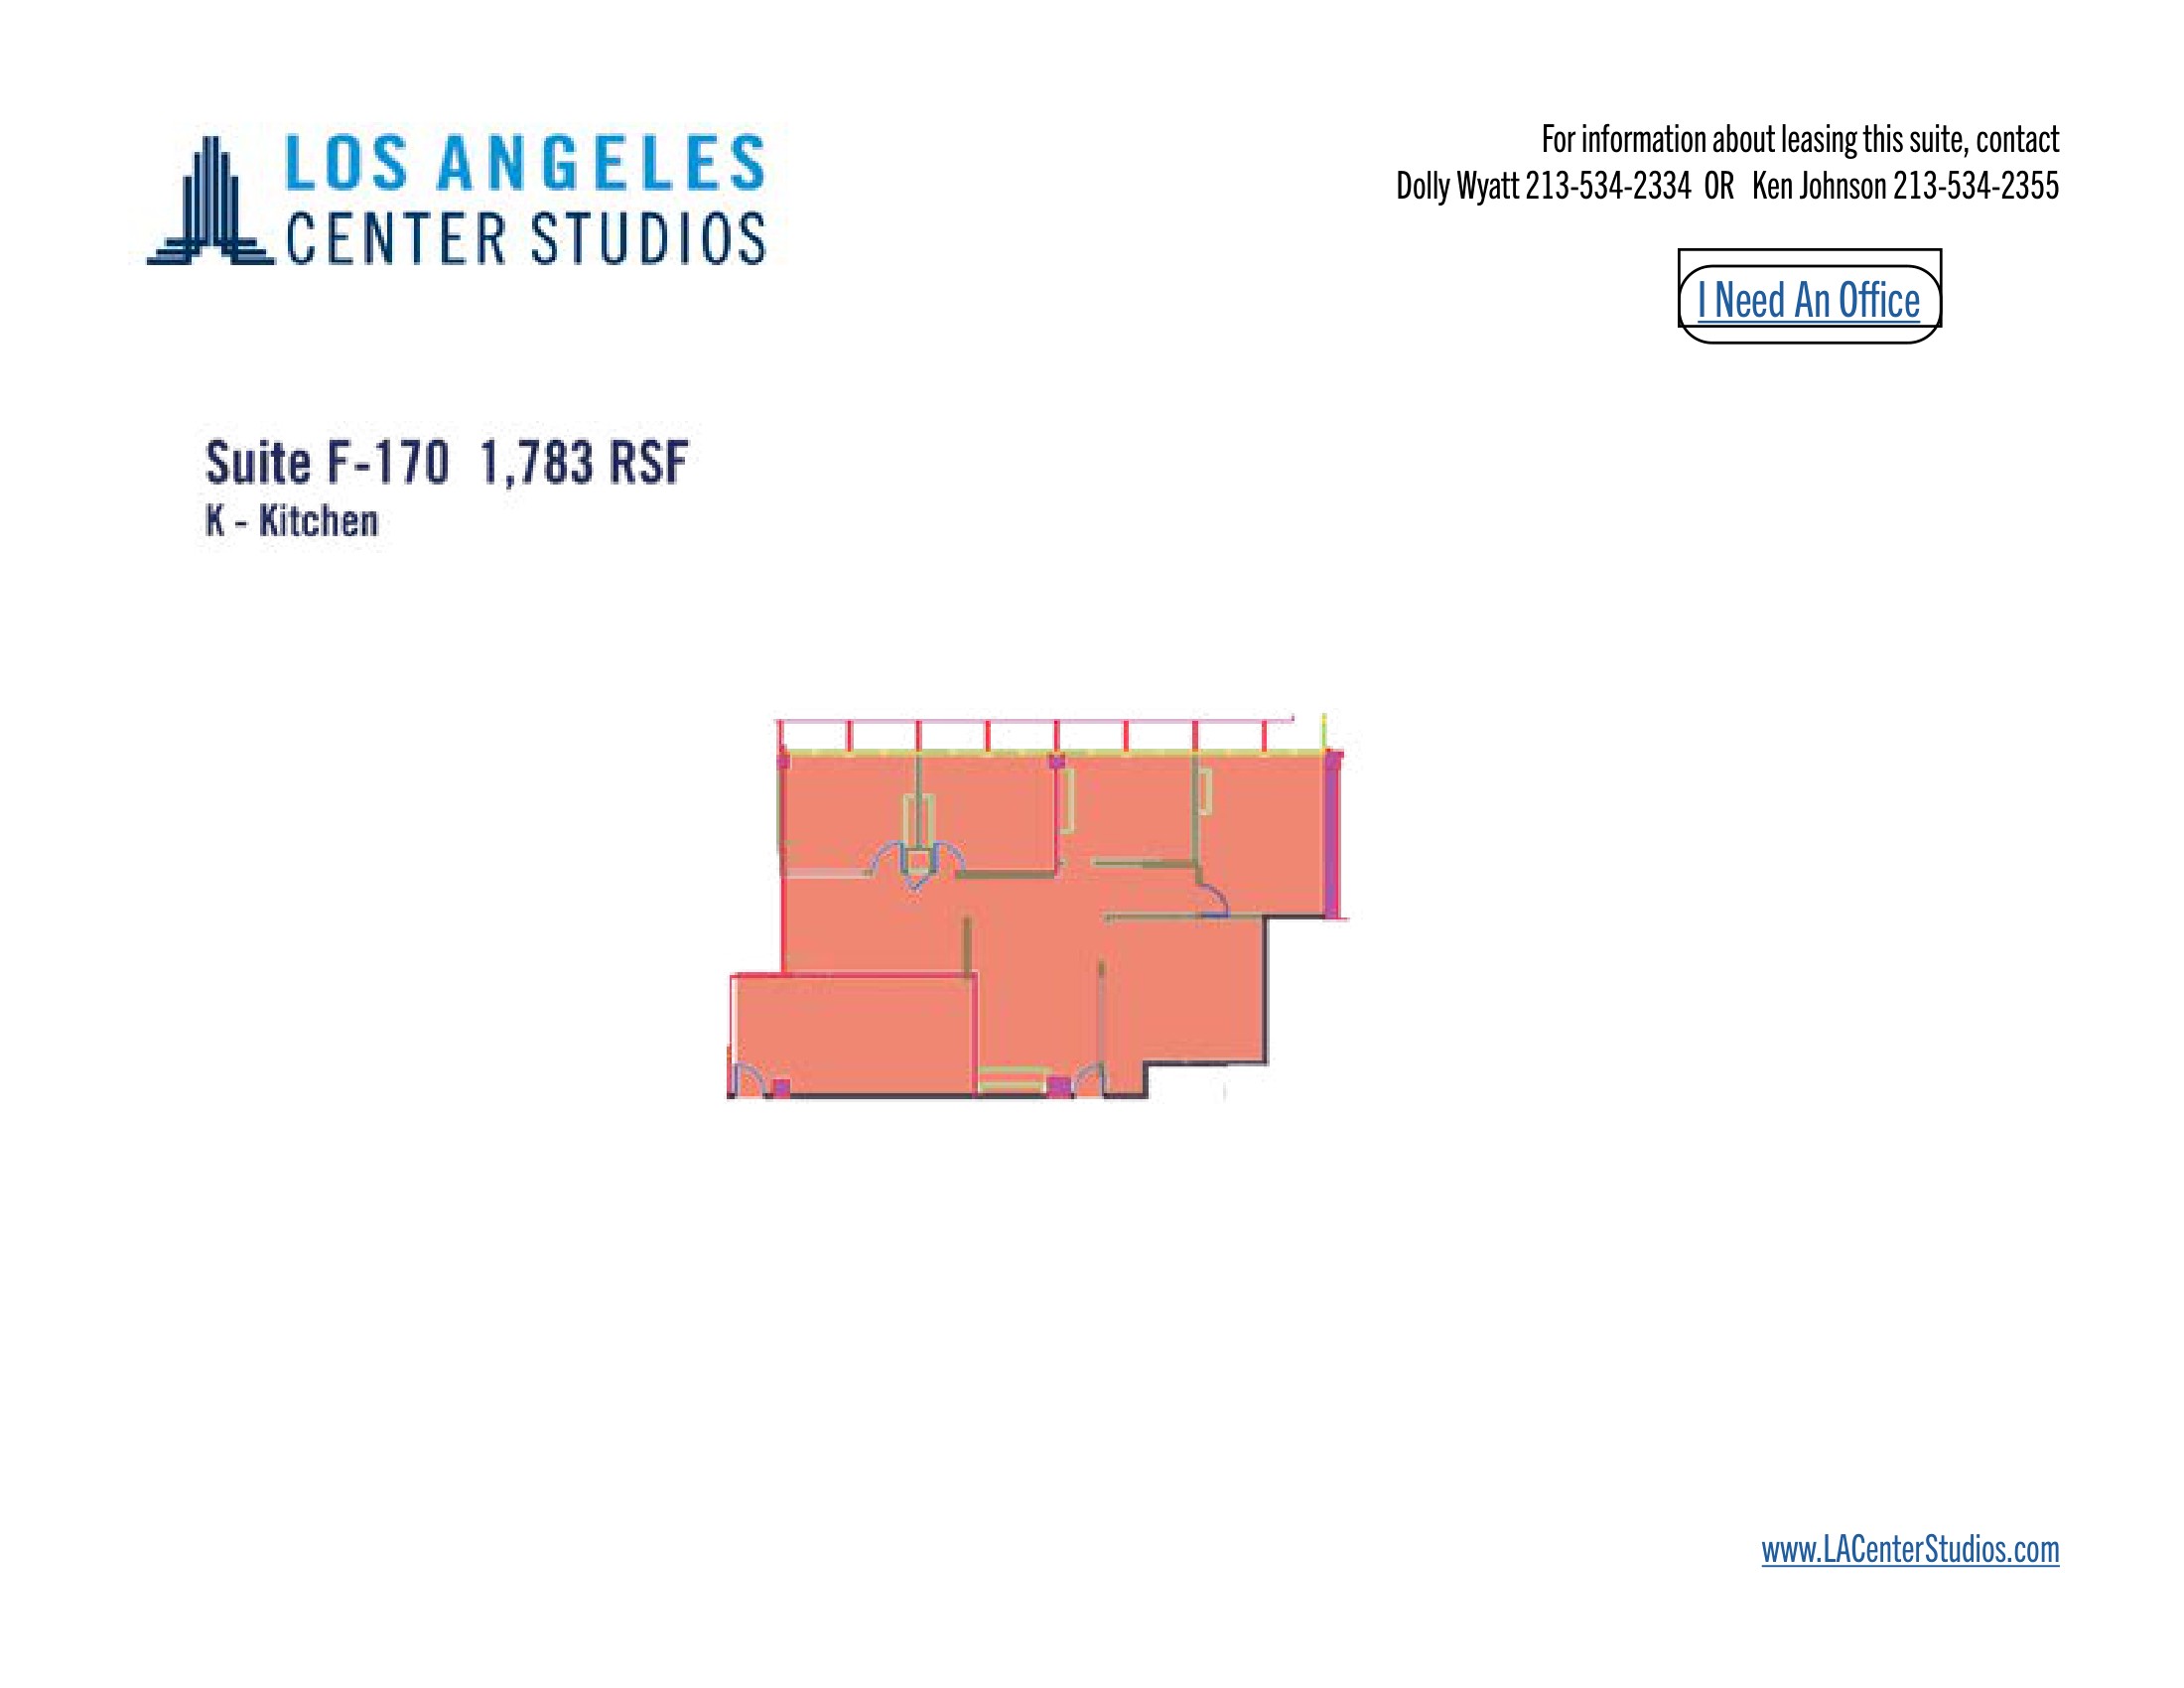 LOS ANGELES
CENTER STUDIOS
For information about leasing this suite, contact
Dolly Wyatt 213-534-2334 OR Ken Johnson 213-534-2355
I Need An Office
Suite F-170 1,783 RSF
K - Kitchen
www.LACenterStudios.com